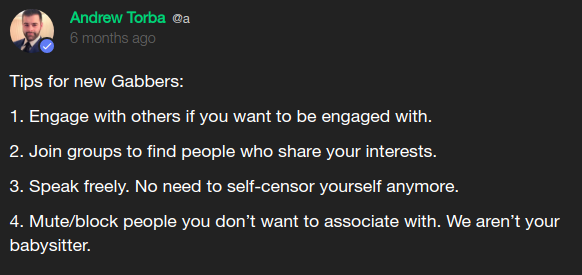 Andrew Torba @a
6 months ago
Tips for new Gabbers:
1. Engage with others if you want to be engaged with.
2. Join groups to find people who share your interests.
3. Speak freely. No need to self-censor yourself anymore.
4. Mute/block people you don’t want to associate with. We aren’t your
babysitter.